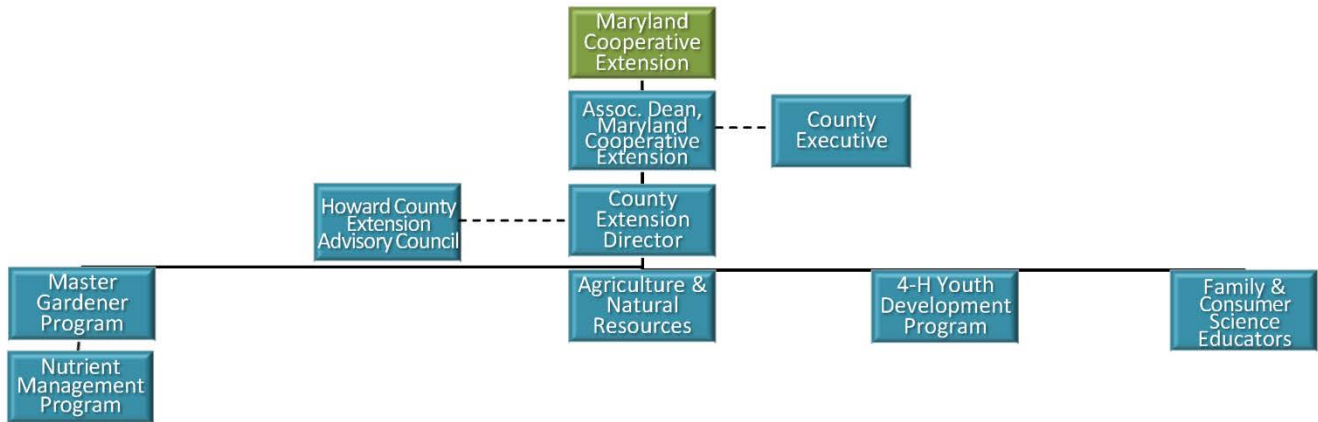 Maryland
Cooperative
Extension
Assoc. Dean,
Maryland
Cooperative
Extension
County
Executive
Howard County
Extension
Advisory Council
County
Extension
Director
Master
Gardener
Program
Agriculture &
Natural
Resources
4-H Youth
Development
Program
Family &
Consumer
Science
Educators
Nutrient
Management
Program